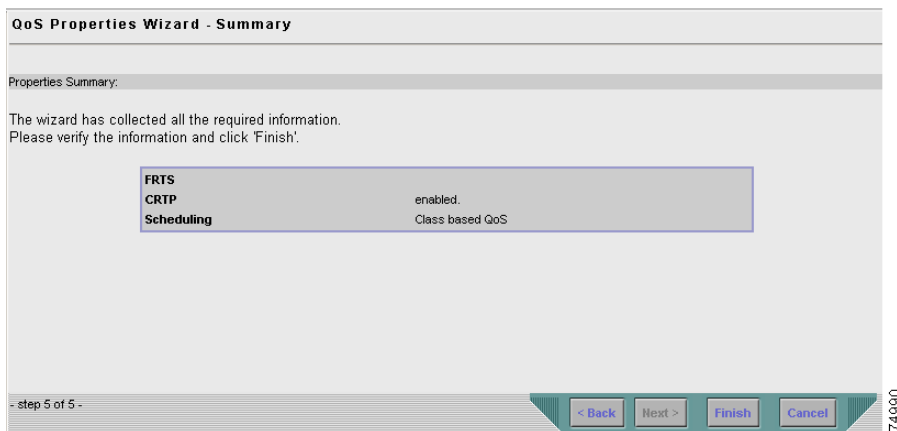 QoS Properties Wizard - Summary
Properties Summary:
The wizard has collected all the required information.
Please verify the information and click 'Finish'.
FRTS
CRTP enabled.
Scheduling Class based QoS
- step 5 of 5 -
< Back Next > Finish Cancel
74990